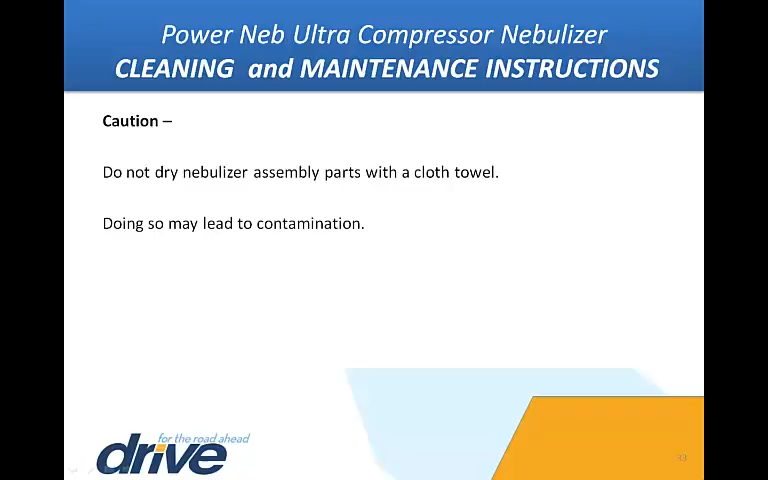 Power Neb Ultra Compressor Nebulizer
CLEANING and MAINTENANCE INSTRUCTIONS
Caution –
Do not dry nebulizer assembly parts with a cloth towel.
Doing so may lead to contamination.
for the road ahead
drive
33